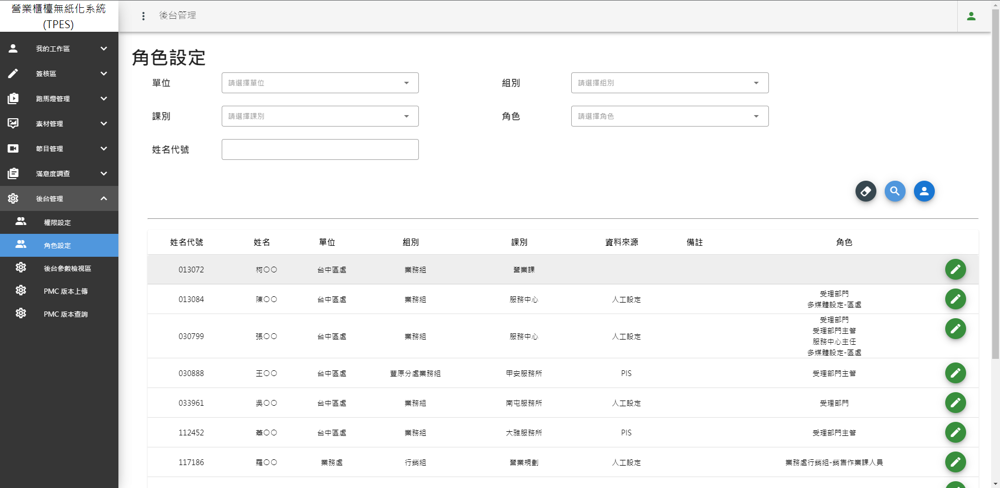 營業櫃檯無紙化系統
(TPES)
後台管理
我的工作區
簽核區
跑馬燈管理
素材管理
節目管理
滿意度調查
後台管理
權限設定
角色設定
後台參數檢視區
PMC 版本上傳
PMC 版本查詢
角色設定
單位 請選擇單位 組別 請選擇組別
課別 請選擇課別 角色 請選擇角色
姓名代號
姓名代號 姓名 單位 組別 課別 資料來源 備註 角色
013072 柯〇〇 台中區處 業務組 營業課
013084 陳〇〇 台中區處 業務組 服務中心 人工設定 受理部門
多媒體設定-區處
030799 張〇〇 台中區處 業務組 服務中心 人工設定 受理部門
受理部門主管
服務中心主任
多媒體設定-區處
030888 王〇〇 台中區處 豐原分處業務組 甲安服務所 PIS 受理部門主管
033961 吳〇〇 台中區處 業務組 南屯服務所 人工設定 受理部門
112452 蕭〇〇 台中區處 業務組 大雅服務所 PIS 受理部門主管
117186 羅〇〇 業務處 行銷組 營業規劃 人工設定 業務處行銷組-銷售作業課人員